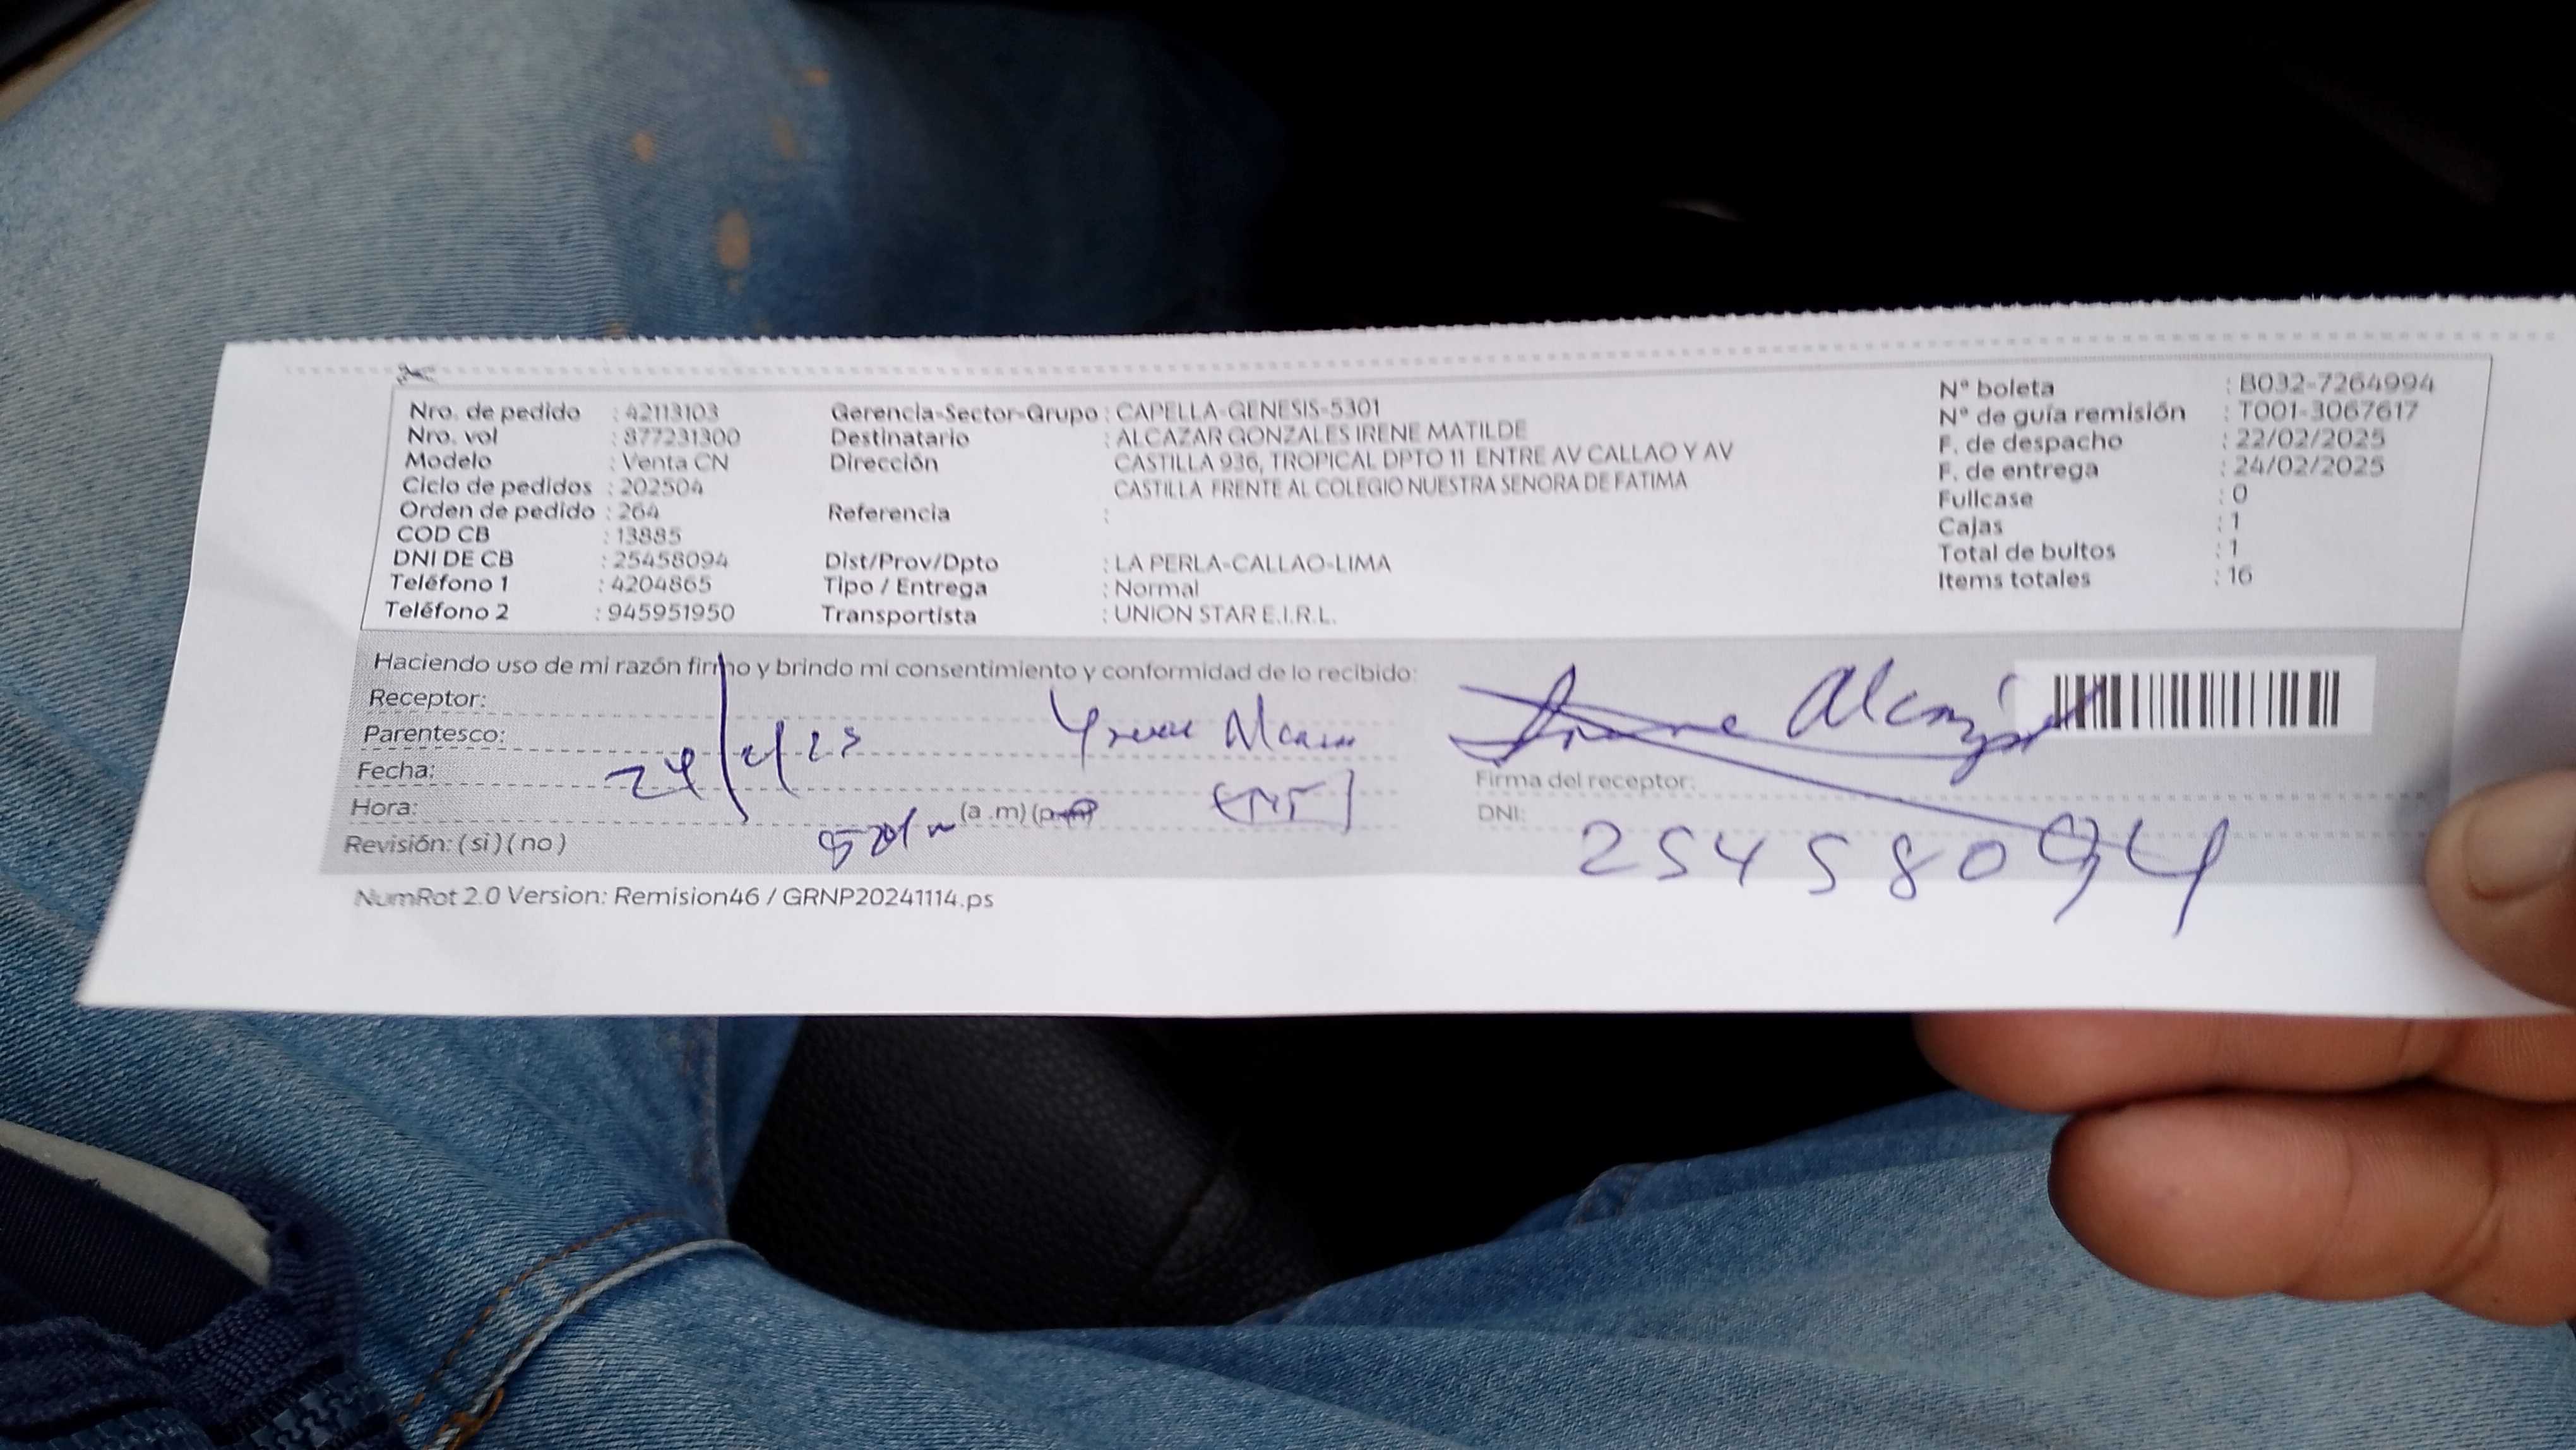 Nro. de pedido : 42113103
Nro. vol : 877231300
Modelo : Venta CN
Ciclo de pedidos : 202504
Orden de pedido : 264
COD CB : 13885
DNI DE CB : 25458094
Teléfono 1 : 4204865
Teléfono 2 : 945951950
Gerencia-Sector-Grupo : CAPELLA-GENESIS-5301
Destinatario : ALCAZAR GONZALES IRENE MATILDE
Dirección CASTILLA 936, TROPICAL DPTO 11 ENTRE AV CALLAO Y AV
CASTILLA FRENTE AL COLEGIO NUESTRA SENORA DE FATIMA
Referencia :
Dist/Prov/Dpto : LA PERLA-CALLAO-LIMA
Tipo / Entrega : Normal
Transportista : UNION STAR E.I.R.L.
N° boleta : B032-7264994
N° de guía remisión : T001-3067617
F. de despacho : 22/02/2025
F. de entrega : 24/02/2025
Fullcase : 0
Cajas : 1
Total de bultos : 1
Items totales : 16
Haciendo uso de mi razón firmo y brindo mi consentimiento y conformidad de lo recibido:
Receptor:
Parentesco:
Fecha:
Hora: (a .m) (p.m)
Revisión: ( si ) ( no )
Firma del receptor:
DNI: 25458094
NumRot 2.0 Version: Remision46 / GRNP20241114.ps